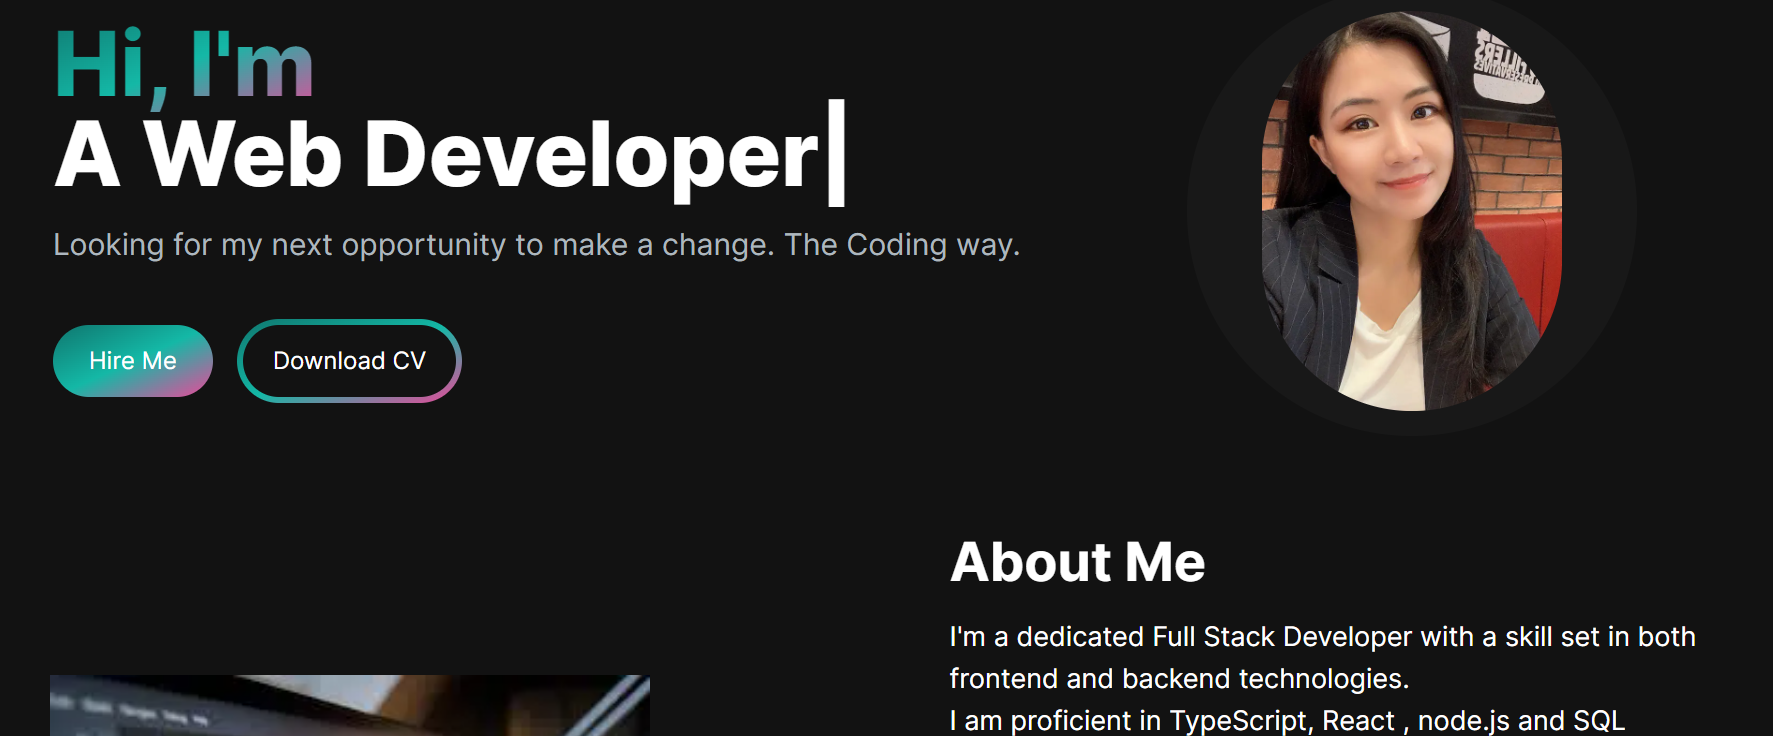 Hi, I'm
A Web Developer|
Looking for my next opportunity to make a change. The Coding way.
Hire Me
Download CV
FILLERS
PRESERVATIVES
About Me
I'm a dedicated Full Stack Developer with a skill set in both
frontend and backend technologies.
I am proficient in TypeScript, React , node.js and SQL